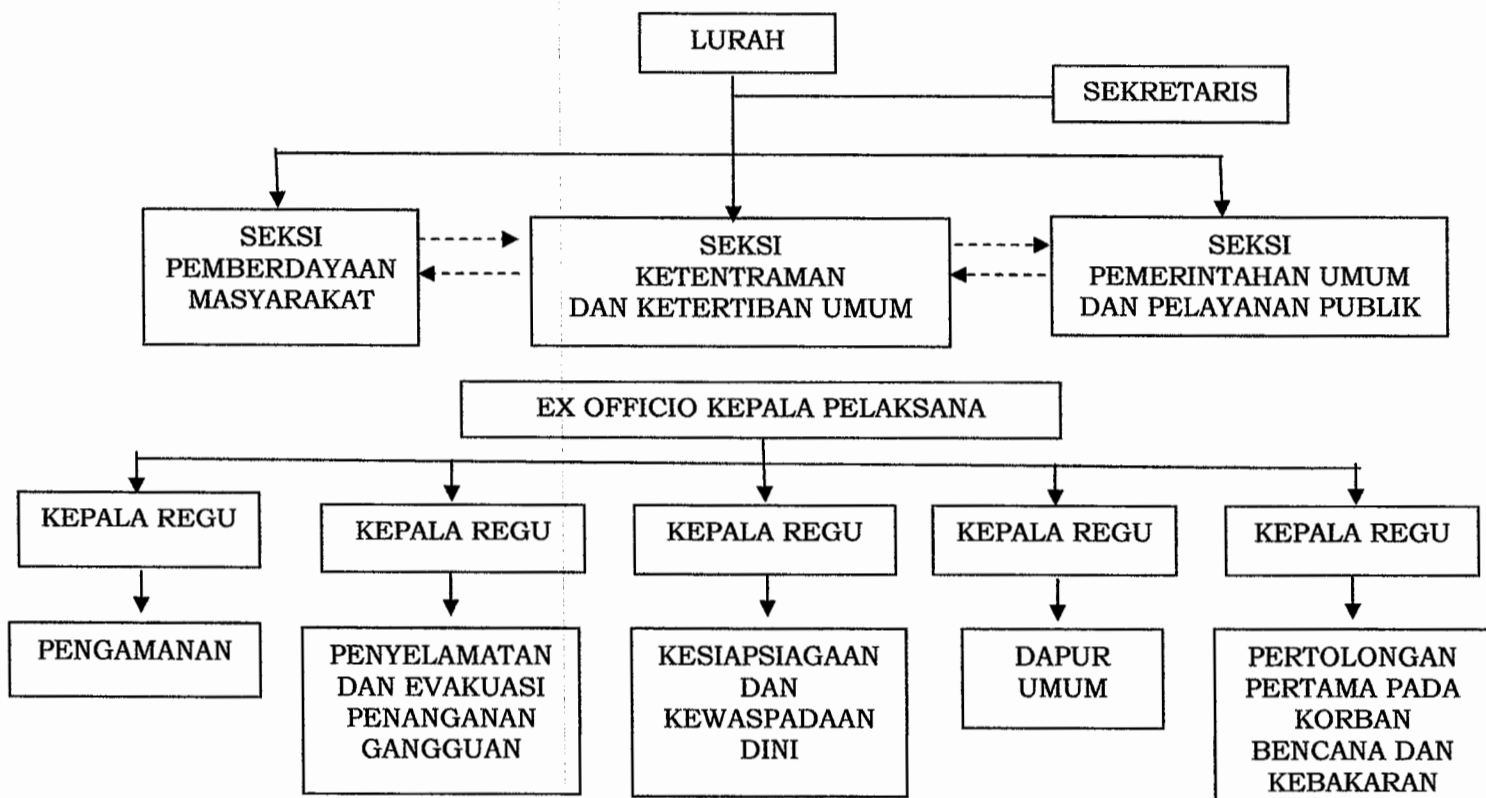 LURAH
SEKRETARIS
SEKSI
PEMBERDAYAAN
MASYARAKAT
SEKSI
KETENTRAMAN
DAN KETERTIBAN UMUM
SEKSI
PEMERINTAHAN UMUM
DAN PELAYANAN PUBLIK
EX OFFICIO KEPALA PELAKSANA
KEPALA REGU
KEPALA REGU
KEPALA REGU
KEPALA REGU
KEPALA REGU
PENGAMANAN
PENYELAMATAN
DAN EVAKUASI
PENANGANAN
GANGGUAN
KESIAPSIAGAAN
DAN
KEWASPADAAN
DINI
DAPUR
UMUM
PERTOLONGAN
PERTAMA PADA
KORBAN
BENCANA DAN
KEBAKARAN